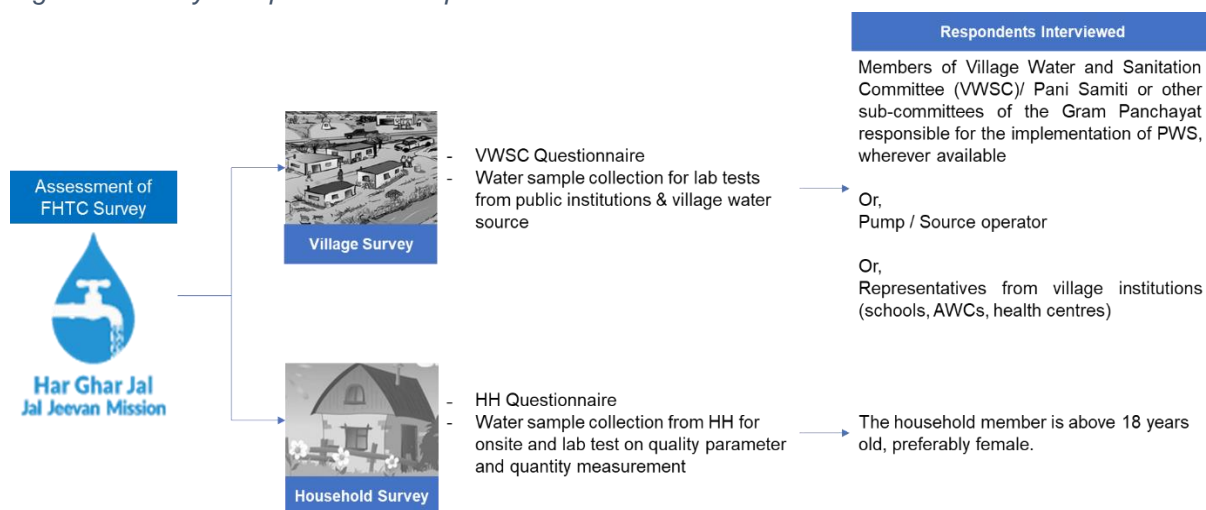 Respondents Interviewed
Members of Village Water and Sanitation
Committee (VWSC)/ Pani Samiti or other
sub-committees of the Gram Panchayat
responsible for the implementation of PWS,
wherever available
Or,
Pump / Source operator
Or,
Representatives from village institutions
(schools, AWCs, health centres)
Assessment of
FHTC Survey
Har Ghar Jal
Jal Jeevan Mission
- VWSC Questionnaire
- Water sample collection for lab tests
from public institutions & village water
source
Village Survey
- HH Questionnaire
- Water sample collection from HH for
onsite and lab test on quality parameter
and quantity measurement
Household Survey
The household member is above 18 years
old, preferably female.